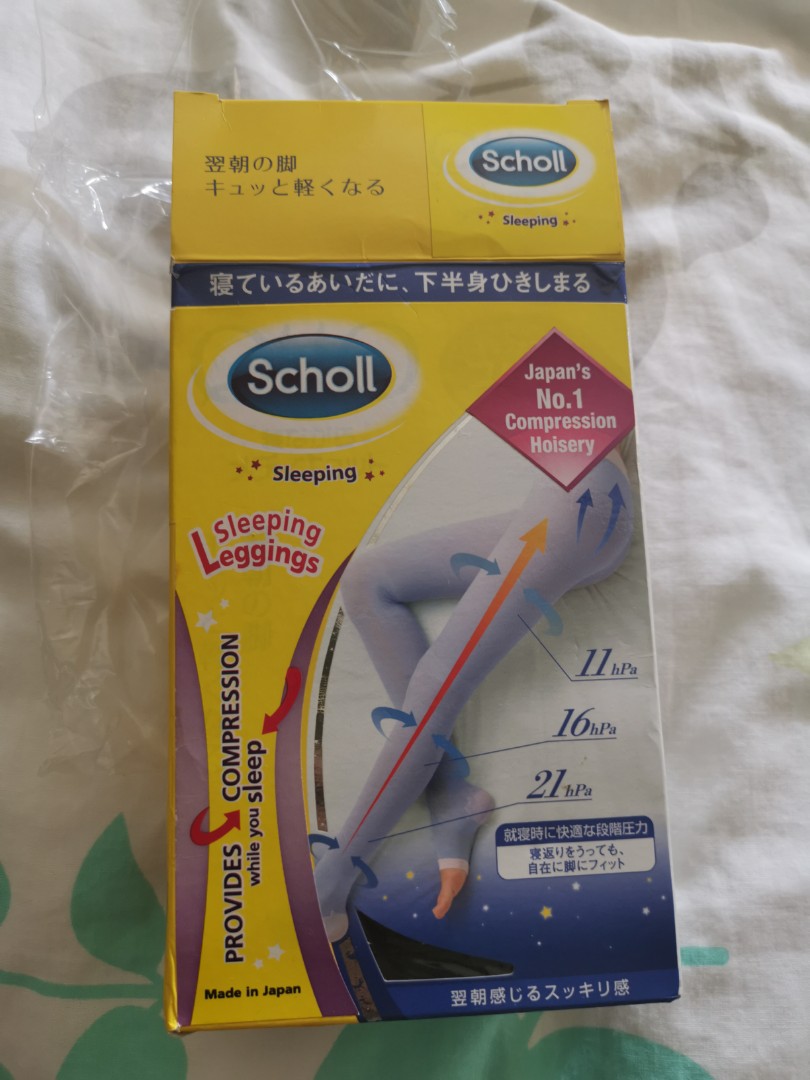 翌朝の脚
キュッと軽くなる
Scholl
Sleeping
寝ているあいだに、下半身ひきしまる
Scholl
Sleeping
Japan's
No.1
Compression
Hoisery
Sleeping
Leggings
PROVIDES COMPRESSION
while you sleep
11hPa
16hPa
21hPa
就寝時に快適な段階圧力
寝返りをうっても、
自在に脚にフィット
Made in Japan
翌朝感じるスッキリ感